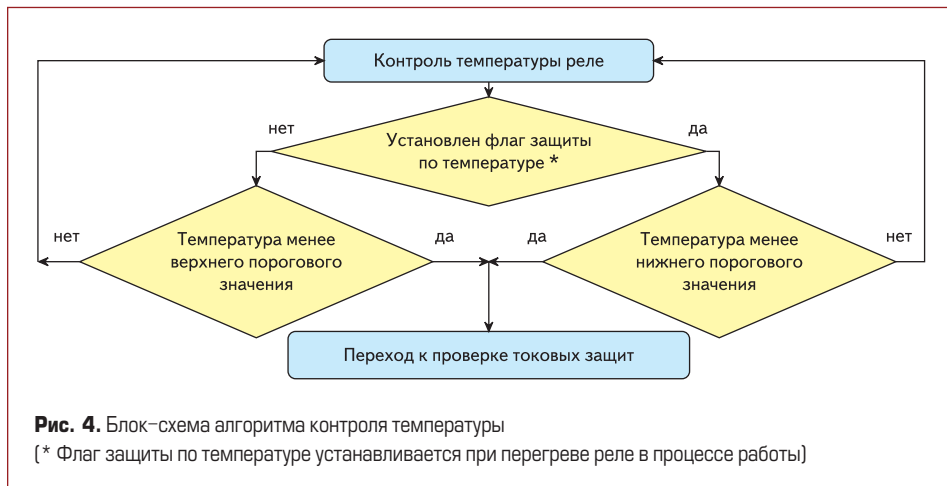 Контроль температуры реле
нет
Установлен флаг защиты
по температуре *
да
нет
Температура менее
верхнего порогового
значения
да
да
Температура менее
нижнего порогового
значения
нет
Переход к проверке токовых защит
Рис. 4. Блок-схема алгоритма контроля температуры
(* Флаг защиты по температуре устанавливается при перегреве реле в процессе работы)